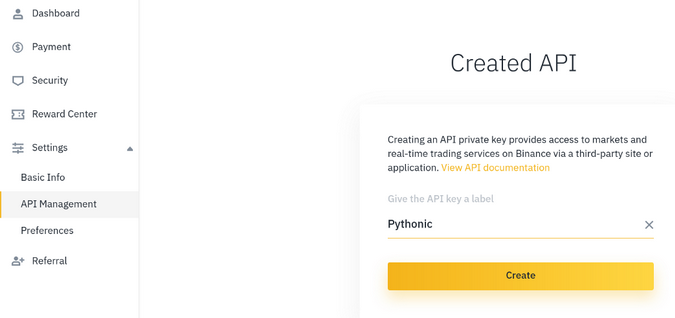 Dashboard
Payment
Security
Reward Center
Settings
Basic Info
API Management
Preferences
Referral
Created API
Creating an API private key provides access to markets and
real-time trading services on Binance via a third-party site or
application. View API documentation
Give the API key a label
Pythonic
Create